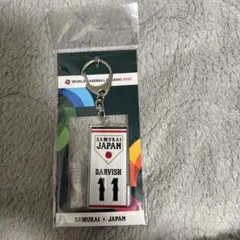 WORLD BASEBALL CLASSIC 2023
SAMURAI
JAPAN
DARVISH
11
SAMURAI JAPAN